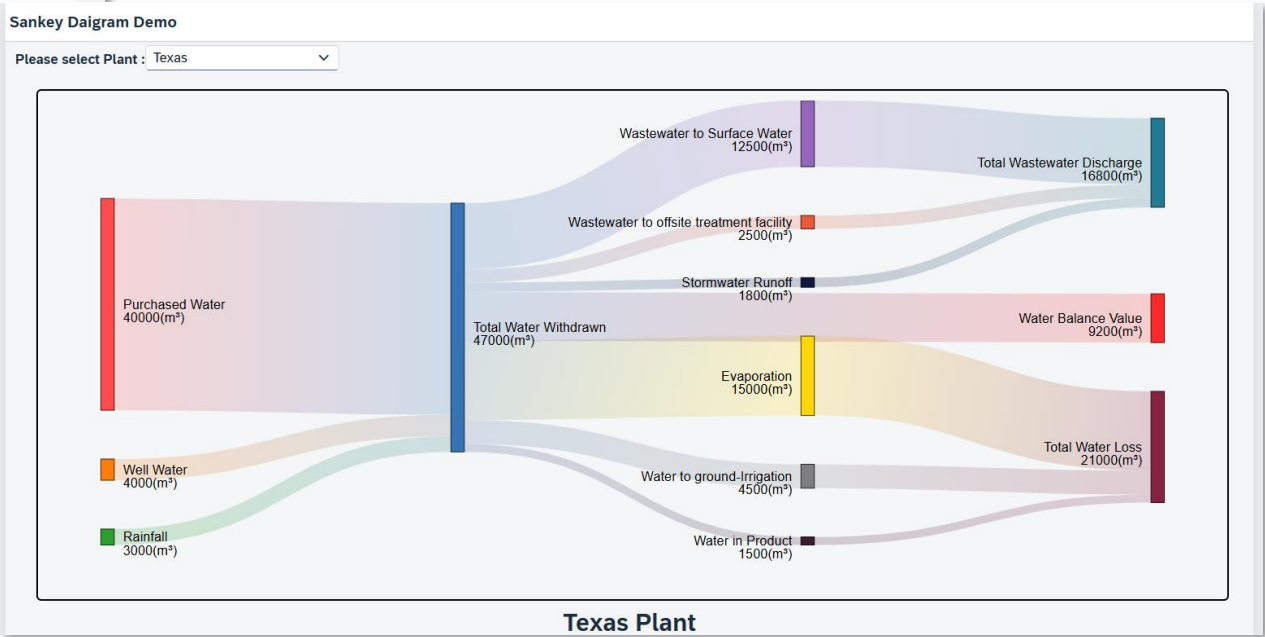 Sankey Daigram Demo
Please select Plant : Texas
Wastewater to Surface Water
12500(m³)
Total Wastewater Discharge
16800(m³)
Wastewater to offsite treatment facility
2500(m³)
Stormwater Runoff
1800(m³)
Purchased Water
40000(m³)
Total Water Withdrawn
47000(m³)
Water Balance Value
9200(m³)
Evaporation
15000(m³)
Total Water Loss
21000(m³)
Well Water
4000(m³)
Water to ground-Irrigation
4500(m³)
Rainfall
3000(m³)
Water in Product
1500(m³)
Texas Plant